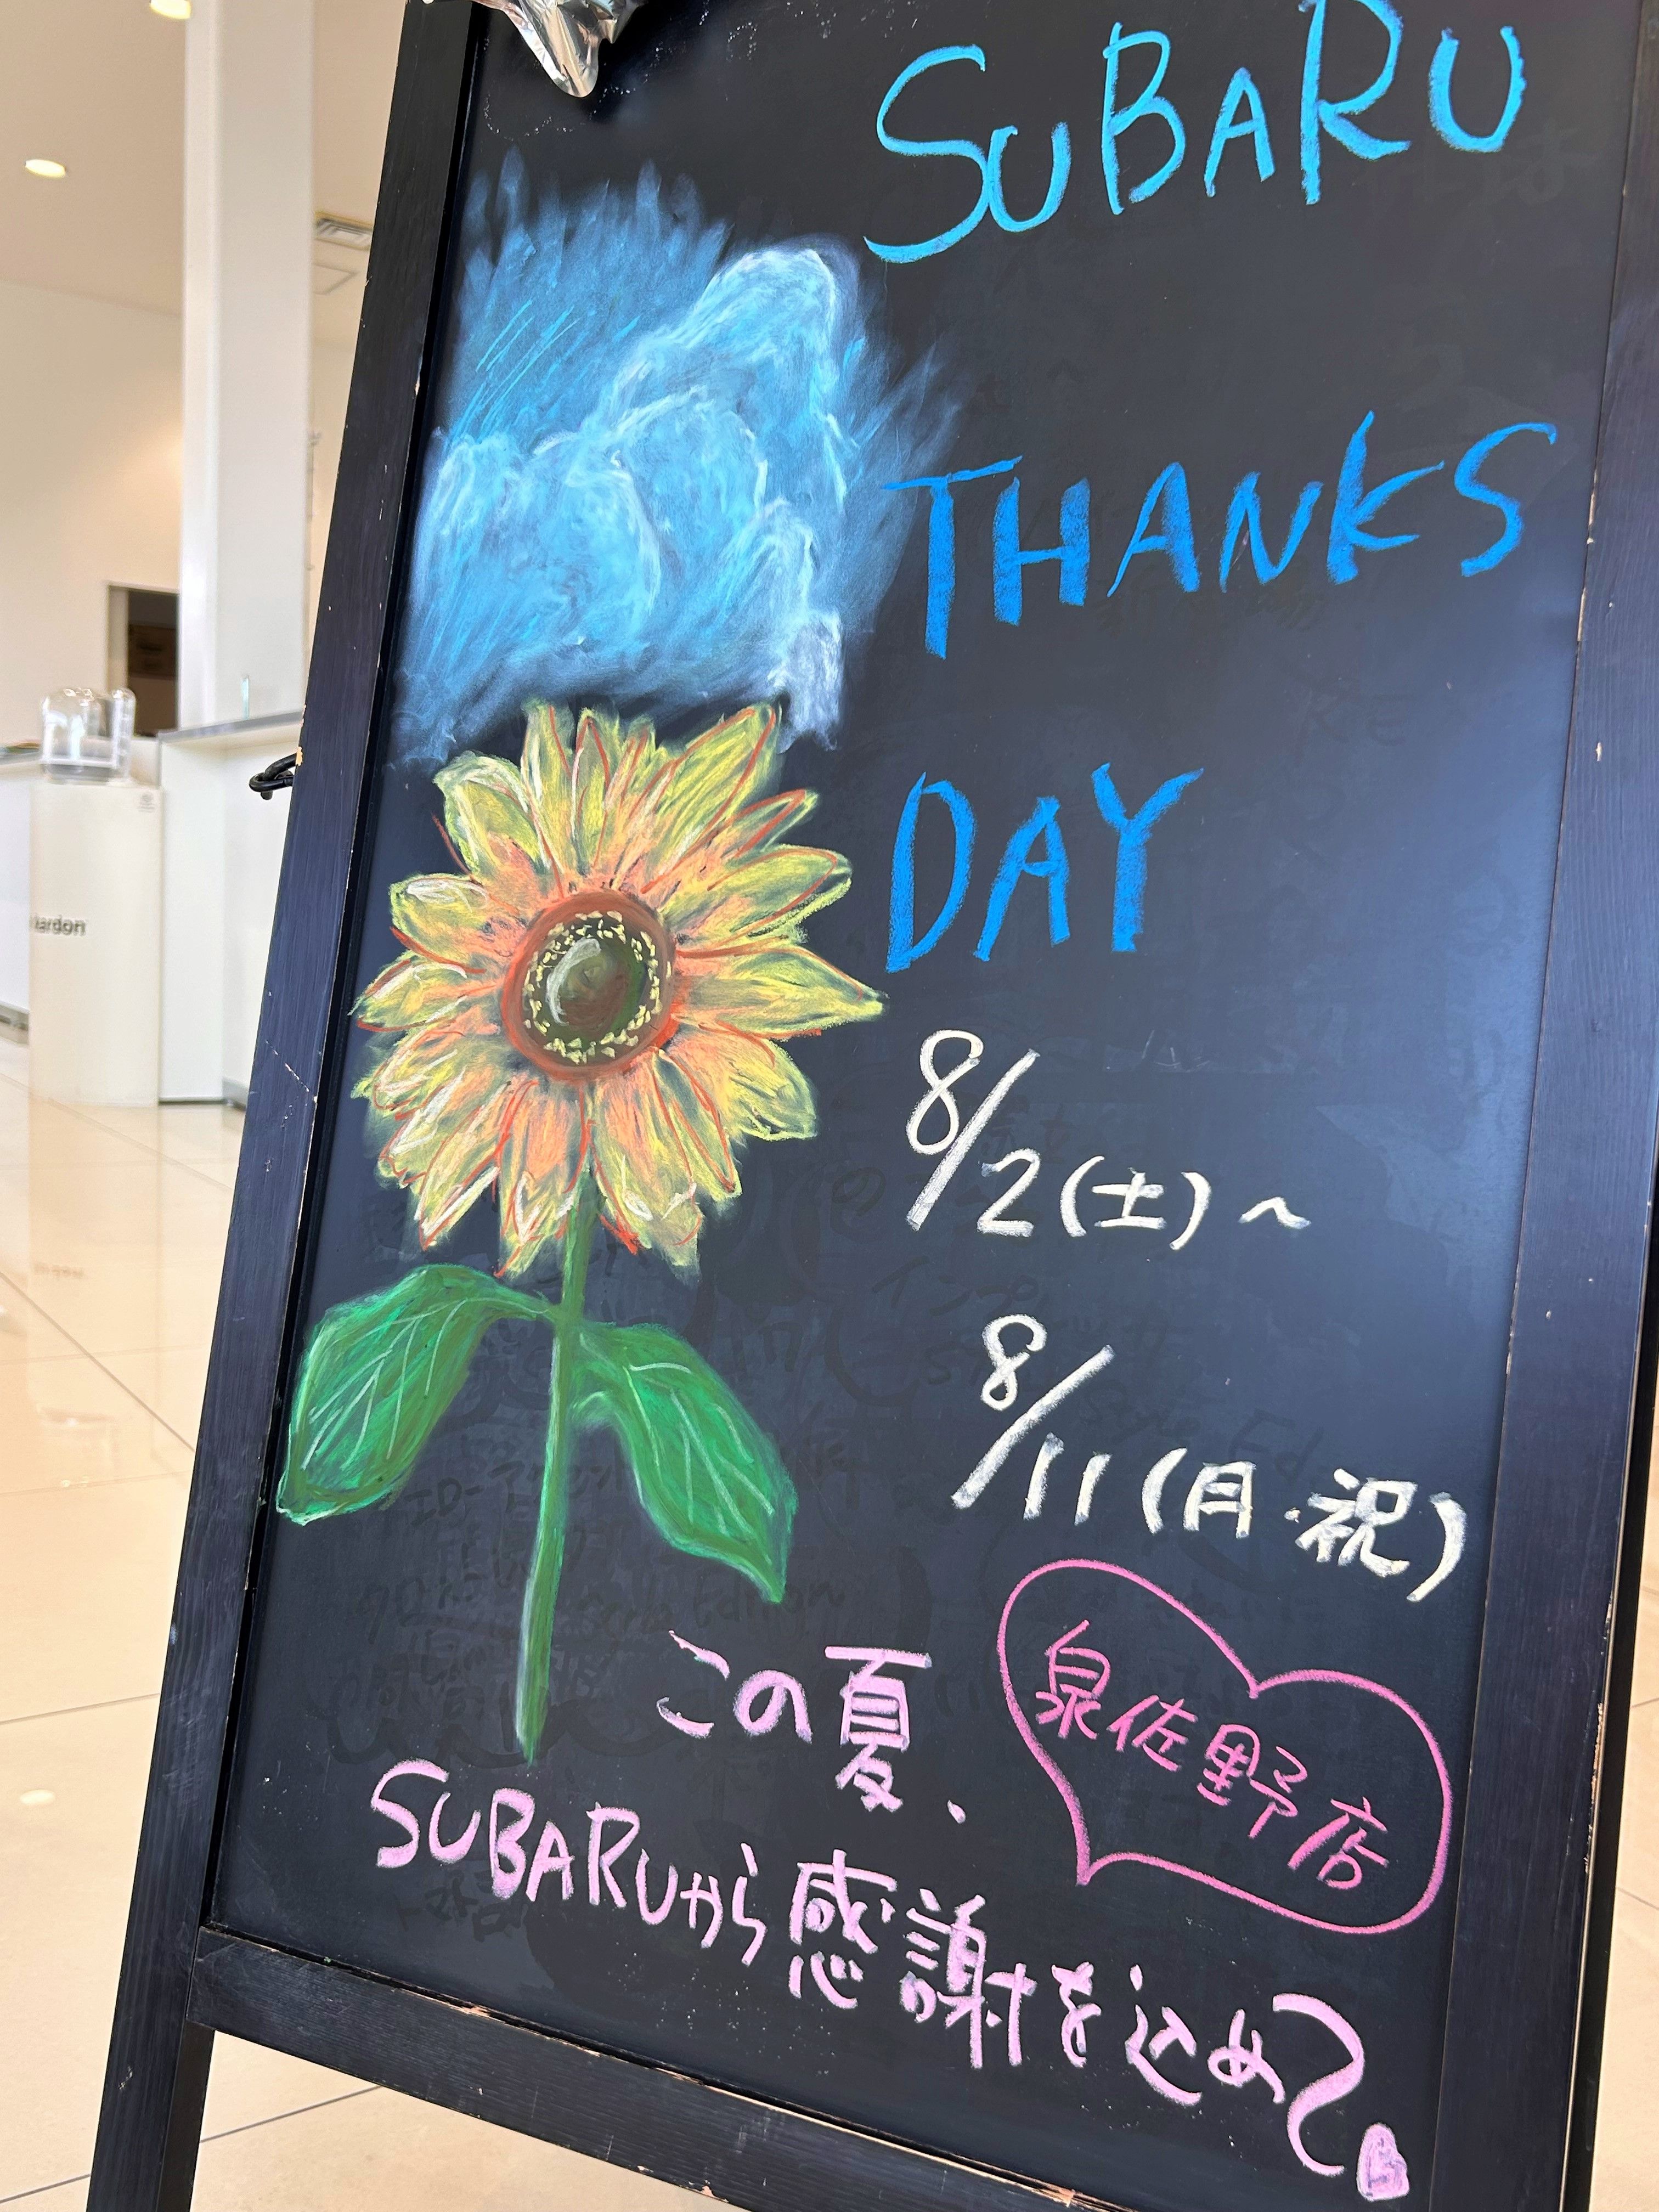 SUBARU
THANKS
DAY
8/2(土)~
8/11(月・祝)
泉佐野店
この夏、
SUBARUから感謝を込めて